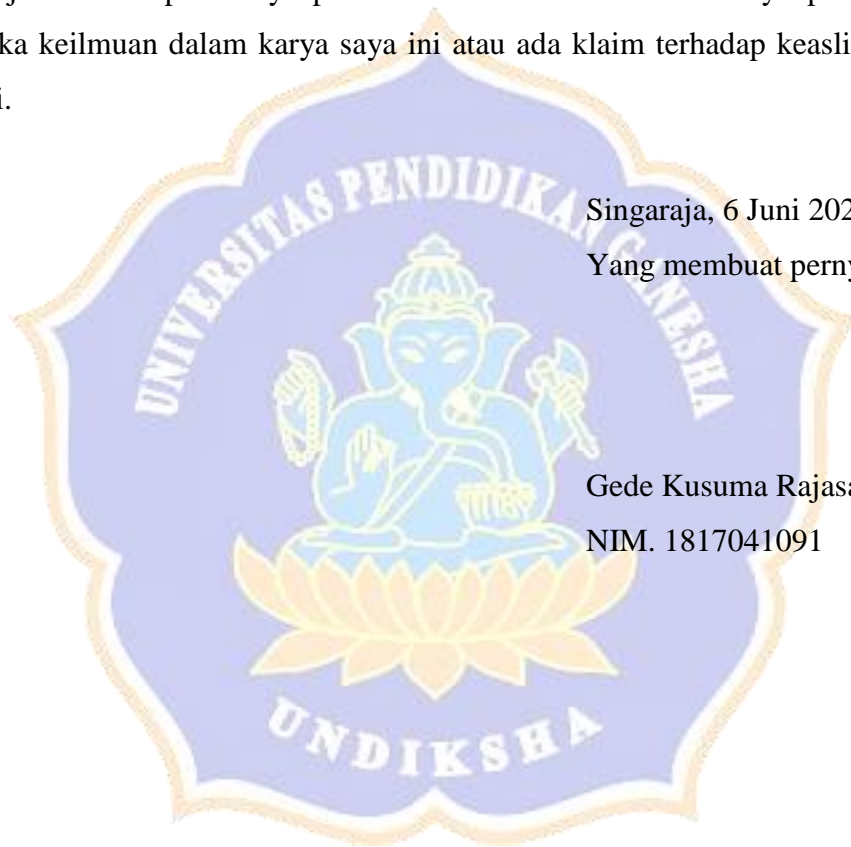 ka keilmuan dalam karya saya ini atau ada klaim terhadap keasli
i.
UNIVERSITAS PENDIDIKAN GANESHA
Singaraja, 6 Juni 202
Yang membuat perny
Gede Kusuma Rajasa
NIM. 1817041091
UNDIKSHA